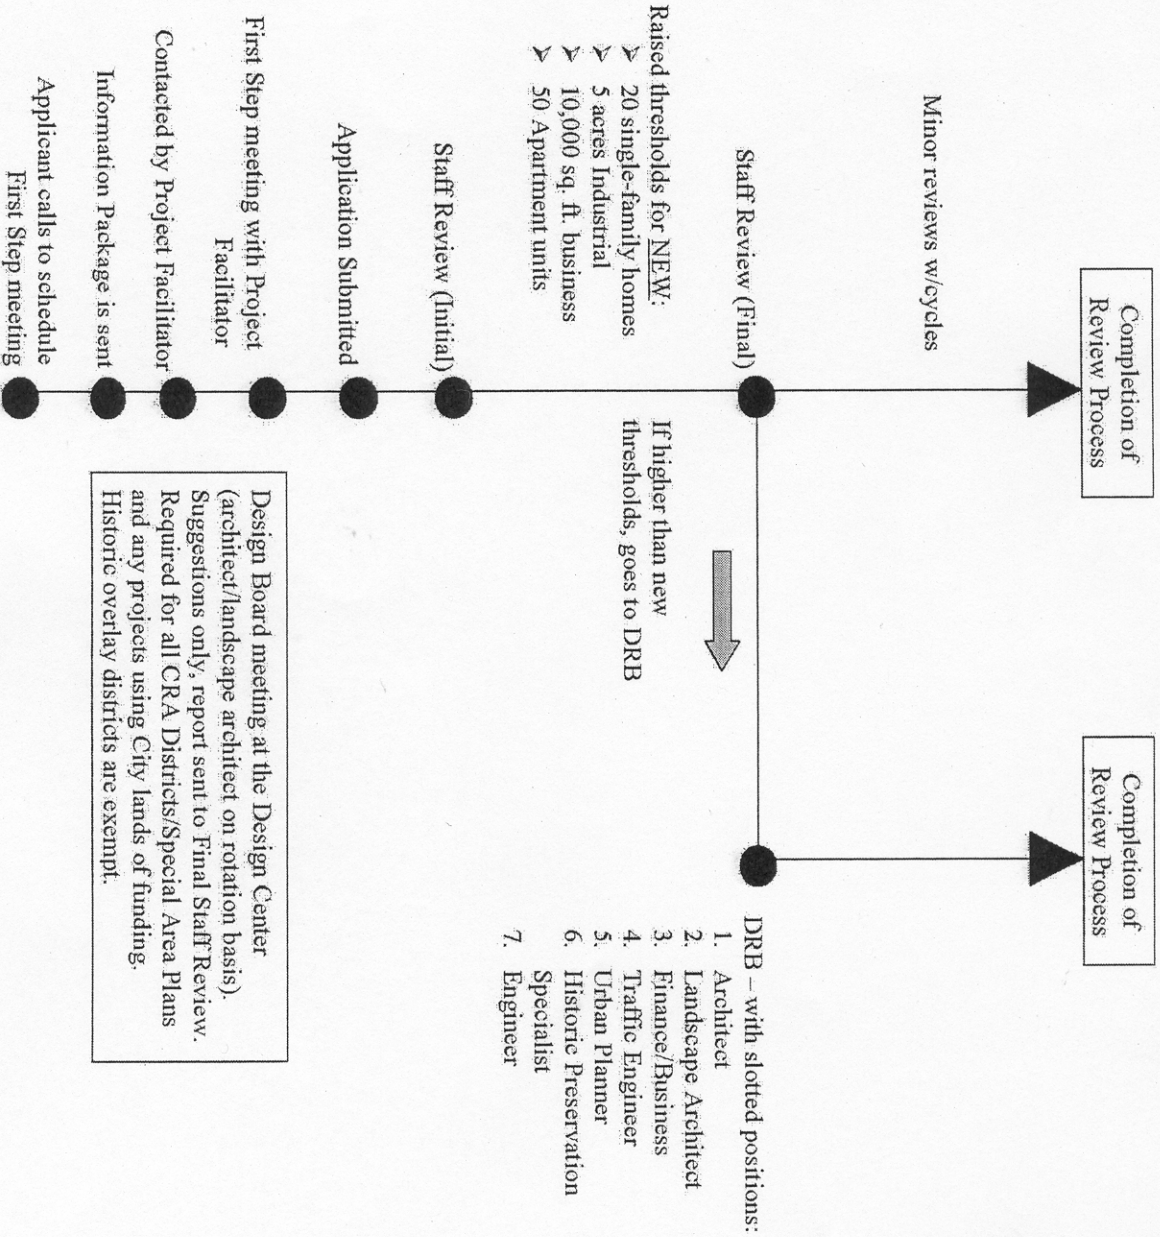 Completion of
Review Process
Completion of
Review Process
Minor reviews w/cycles
Staff Review (Final)
DRB – with slotted positions:
1. Architect
2. Landscape Architect
3. Finance/Business
4. Traffic Engineer
5. Urban Planner
6. Historic Preservation
Specialist
7. Engineer
If higher than new
thresholds, goes to DRB
Raised thresholds for NEW:
➢ 20 single-family homes
➢ 5 acres Industrial
➢ 10,000 sq. ft. business
➢ 50 Apartment units
Staff Review (Initial)
Application Submitted
First Step meeting with Project
Facilitator
Contacted by Project Facilitator
Information Package is sent
Applicant calls to schedule
First Step meeting
Design Board meeting at the Design Center
(architect/landscape architect on rotation basis).
Suggestions only, report sent to Final Staff Review.
Required for all CRA Districts/Special Area Plans
and any projects using City lands of funding.
Historic overlay districts are exempt.